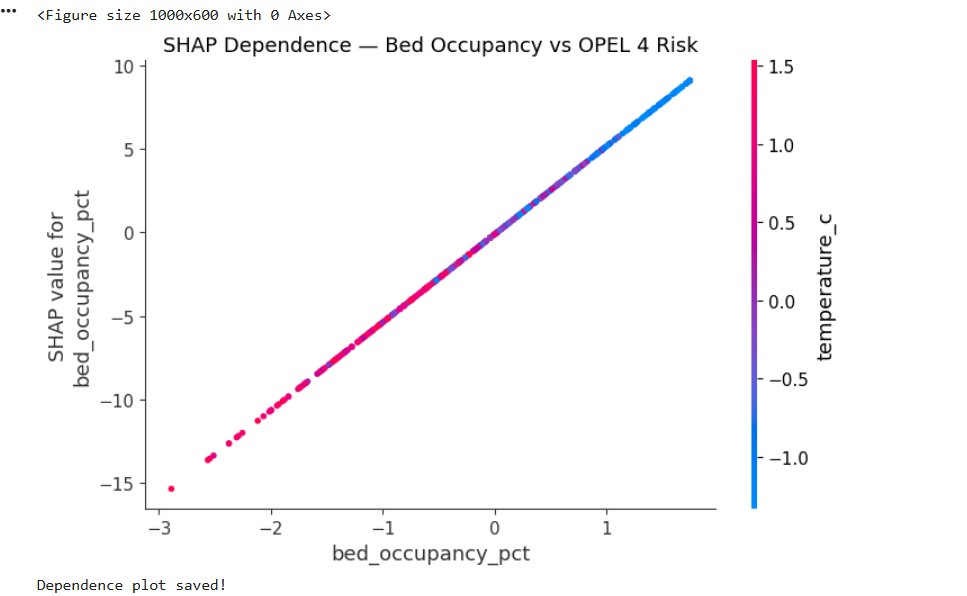 •••
<Figure size 1000x600 with 0 Axes>
SHAP Dependence — Bed Occupancy vs OPEL 4 Risk
10
5
0
−5
−10
−15
SHAP value for
bed_occupancy_pct
−3
−2
−1
0
1
bed_occupancy_pct
1.5
1.0
0.5
0.0
−0.5
−1.0
temperature_c
Dependence plot saved!